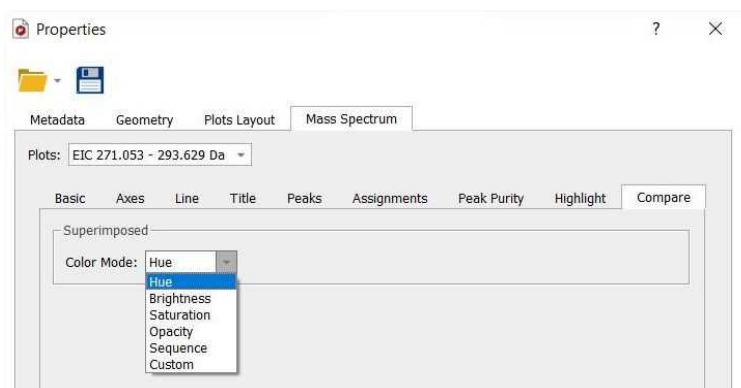 Properties ? ×
Metadata Geometry Plots Layout Mass Spectrum
Plots: EIC 271.053 - 293.629 Da
Basic Axes Line Title Peaks Assignments Peak Purity Highlight Compare
Superimposed
Color Mode: Hue
Hue
Brightness
Saturation
Opacity
Sequence
Custom